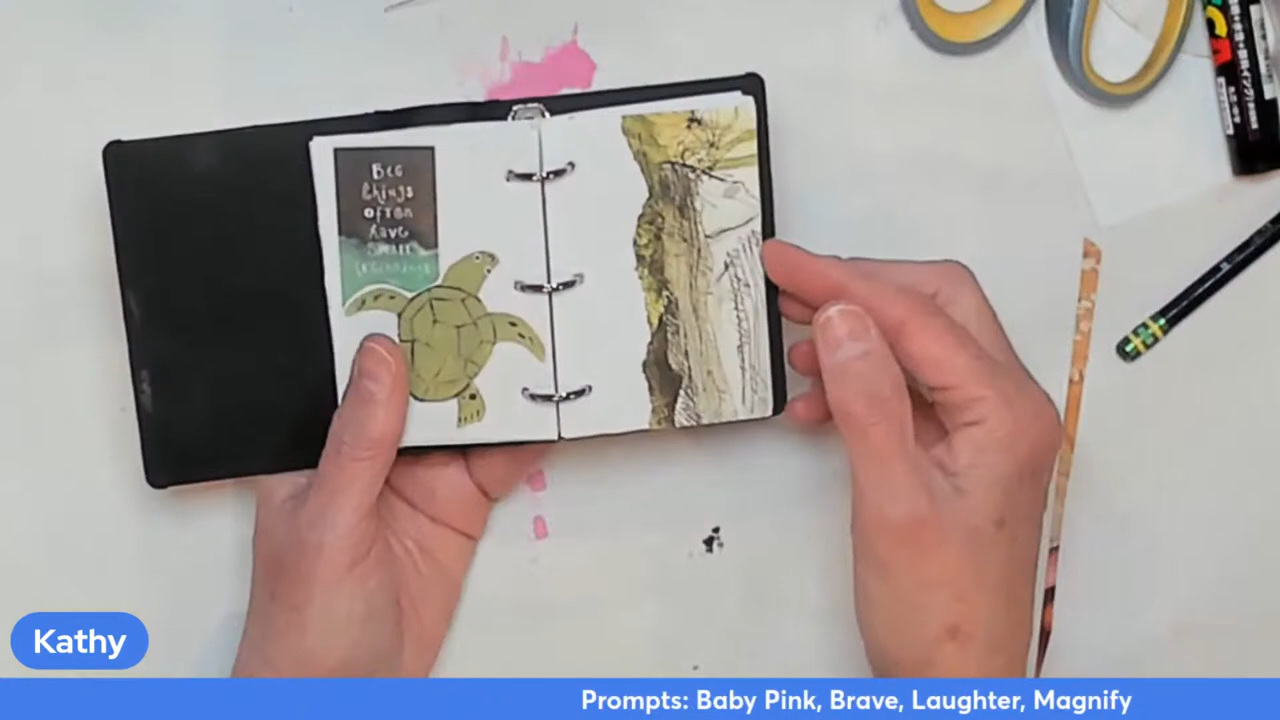 BIG
things
often
have
SMALL
Kathy
Prompts: Baby Pink, Brave, Laughter, Magnify